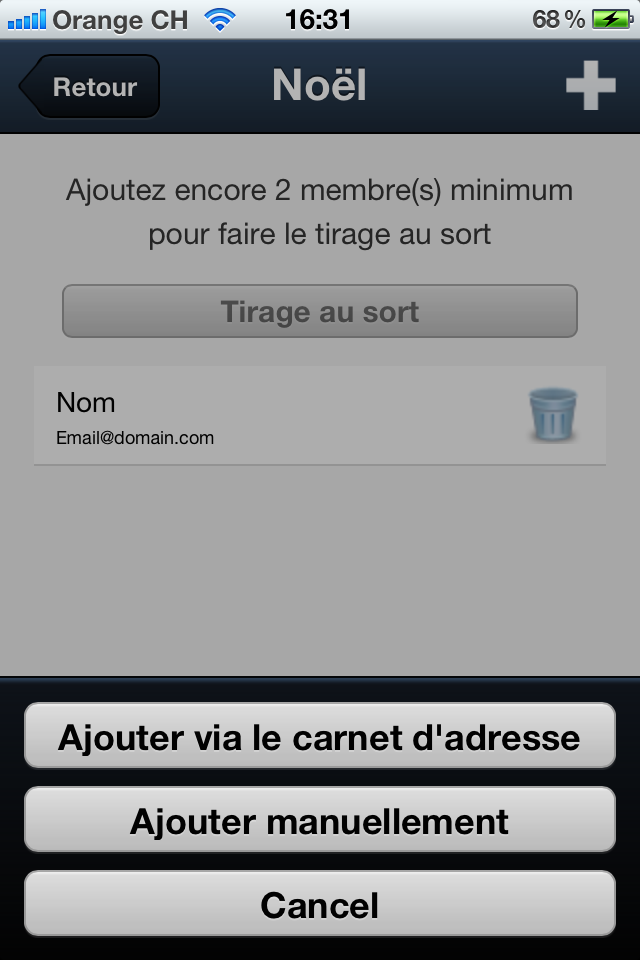 Orange CH 16:31 68 %
Retour Noël
Ajoutez encore 2 membre(s) minimum
pour faire le tirage au sort
Tirage au sort
Nom
Email@domain.com
Ajouter via le carnet d'adresse
Ajouter manuellement
Cancel